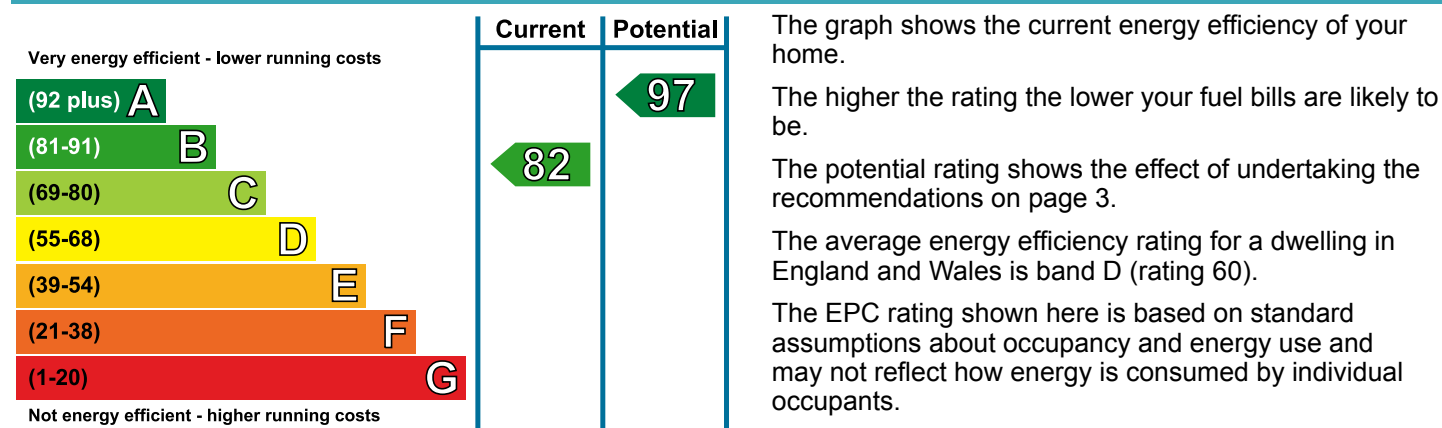 Current Potential
Very energy efficient - lower running costs
(92 plus) A
97
(81-91) B
82
(69-80) C
(55-68) D
(39-54) E
(21-38) F
(1-20) G
Not energy efficient - higher running costs
The graph shows the current energy efficiency of your
home.
The higher the rating the lower your fuel bills are likely to
be.
The potential rating shows the effect of undertaking the
recommendations on page 3.
The average energy efficiency rating for a dwelling in
England and Wales is band D (rating 60).
The EPC rating shown here is based on standard
assumptions about occupancy and energy use and
may not reflect how energy is consumed by individual
occupants.